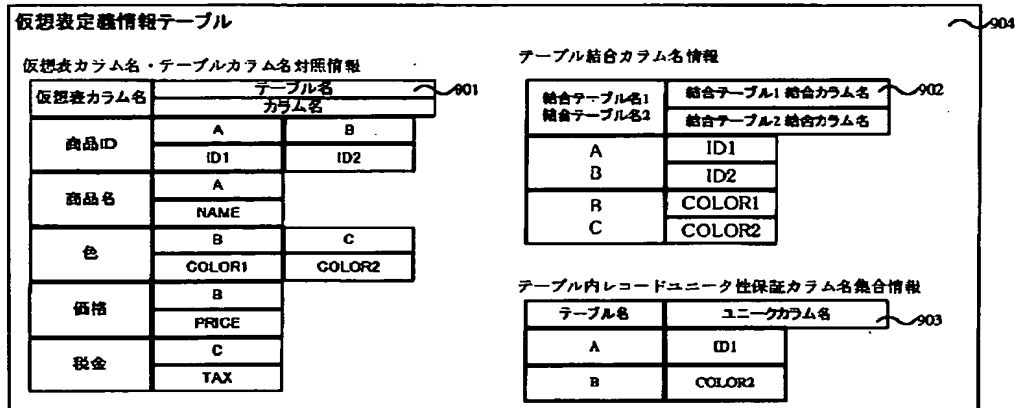 仮想表定義情報テーブル
904
仮想表カラム名・テーブルカラム名対照情報
仮想表カラム名
テーブル名
カラム名
901
商品ID
A
B
ID1
ID2
商品名
A
NAME
色
B
C
COLOR1
COLOR2
価格
B
PRICE
税金
C
TAX
テーブル結合カラム名情報
結合テーブル名1
結合テーブル名2
結合テーブル1 結合カラム名
結合テーブル2 結合カラム名
902
A
B
ID1
ID2
B
C
COLOR1
COLOR2
テーブル内レコードユニータ性保証カラム名集合情報
テーブル名
ユニークカラム名
903
A
ID1
B
COLOR2